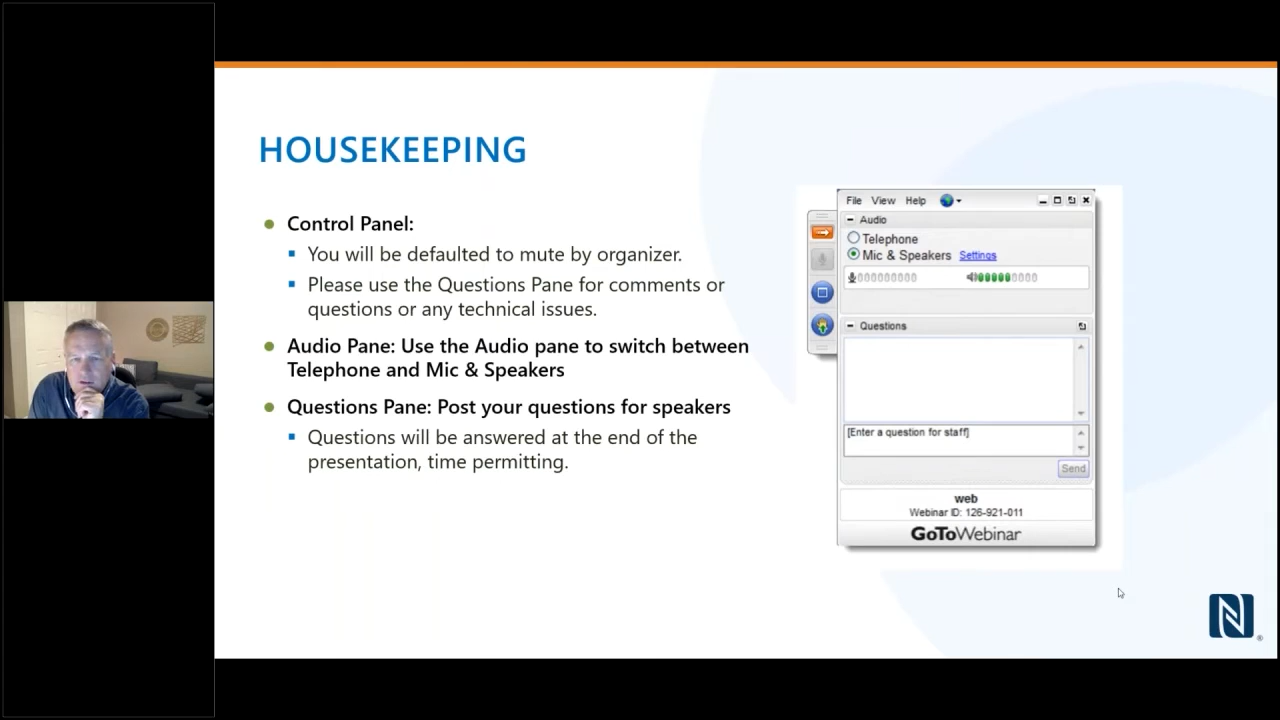 HOUSEKEEPING
Control Panel:
You will be defaulted to mute by organizer.
Please use the Questions Pane for comments or
questions or any technical issues.
Audio Pane: Use the Audio pane to switch between
Telephone and Mic & Speakers
Questions Pane: Post your questions for speakers
Questions will be answered at the end of the
presentation, time permitting.
File View Help
Audio
Telephone
Mic & Speakers Settings
Questions
[Enter a question for staff]
Send
web
Webinar ID: 126-921-011
GoToWebinar
®